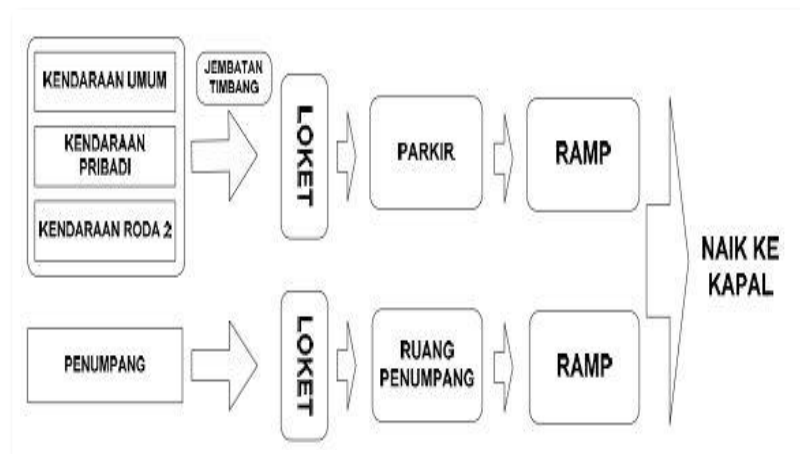 KENDARAAN UMUM
KENDARAAN
PRIBADI
KENDARAAN RODA 2
JEMBATAN
TIMBANG
LOKET
PARKIR
RAMP
PENUMPANG
LOKET
RUANG
PENUMPANG
RAMP
NAIK KE
KAPAL